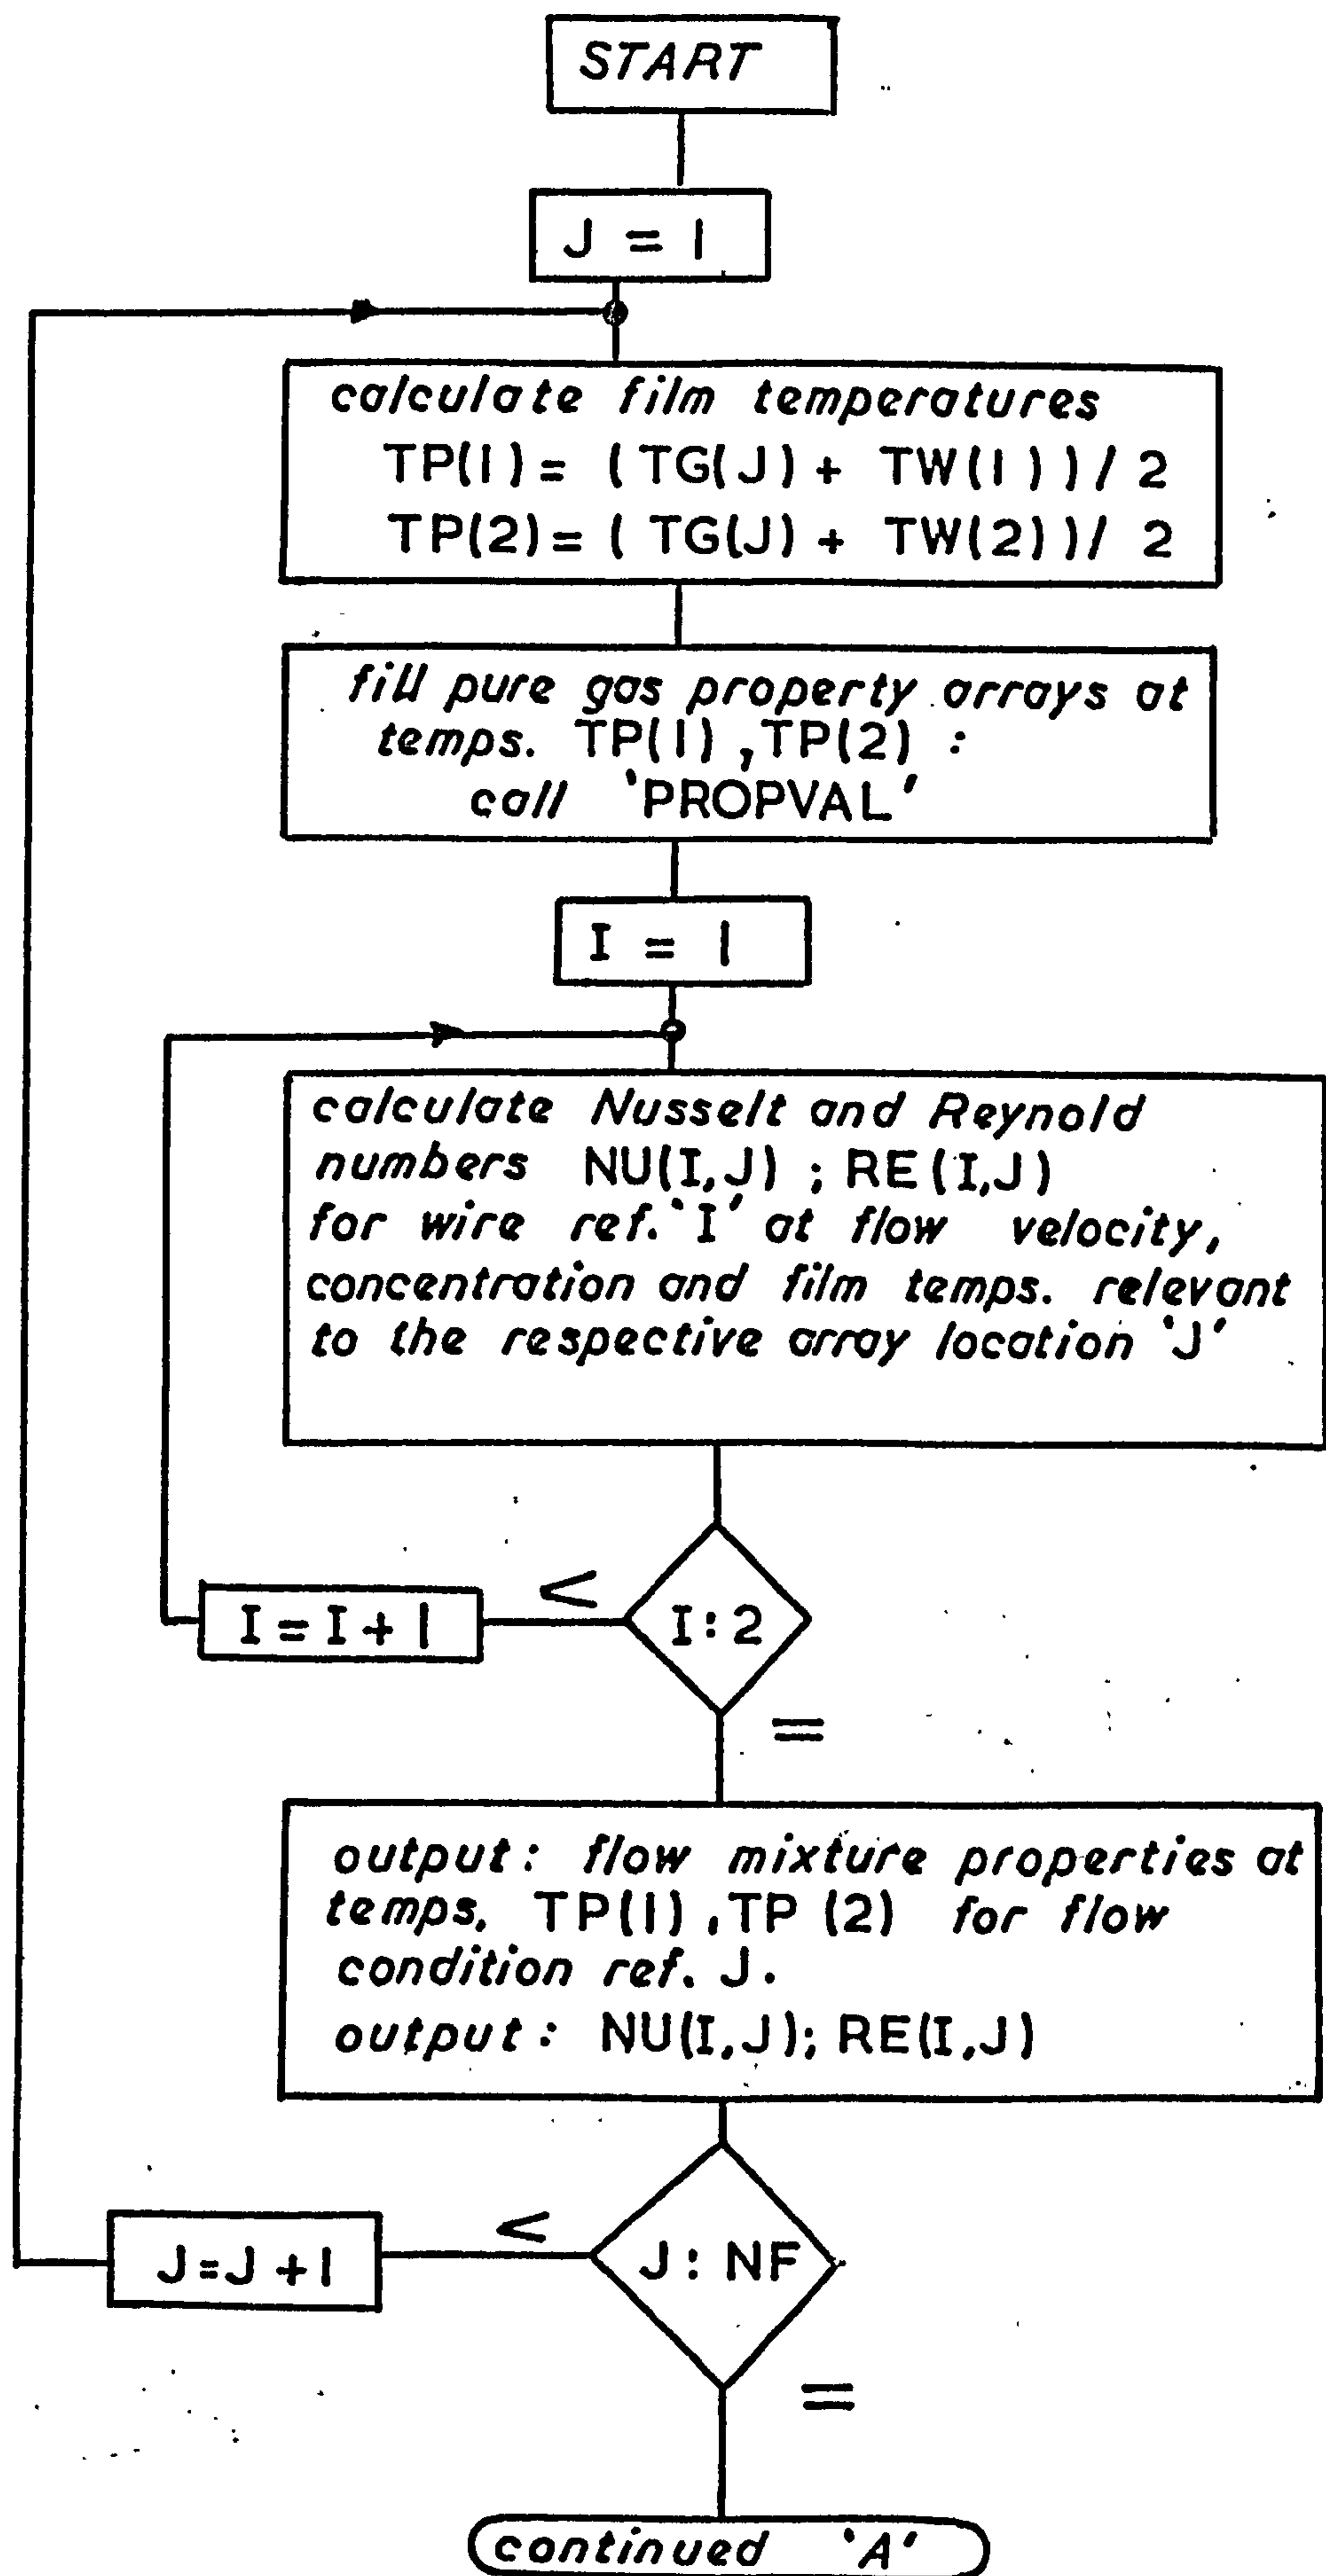 START
J = 1
calculate film temperatures
TP(1) = (TG(J) + TW(1))/2
TP(2) = (TG(J) + TW(2))/2
fill pure gas property arrays at
temps. TP(1), TP(2) :
call 'PROPVAL'
I = 1
calculate Nusselt and Reynold
numbers NU(I,J) ; RE(I,J)
for wire ref. 'I' at flow velocity,
concentration and film temps. relevant
to the respective array location 'J'
<
I = I + 1
I : 2
=
output: flow mixture properties at
temps. TP(1), TP(2) for flow
condition ref. J.
output: NU(I,J); RE(I,J)
<
J = J + 1
J : NF
=
continued 'A'